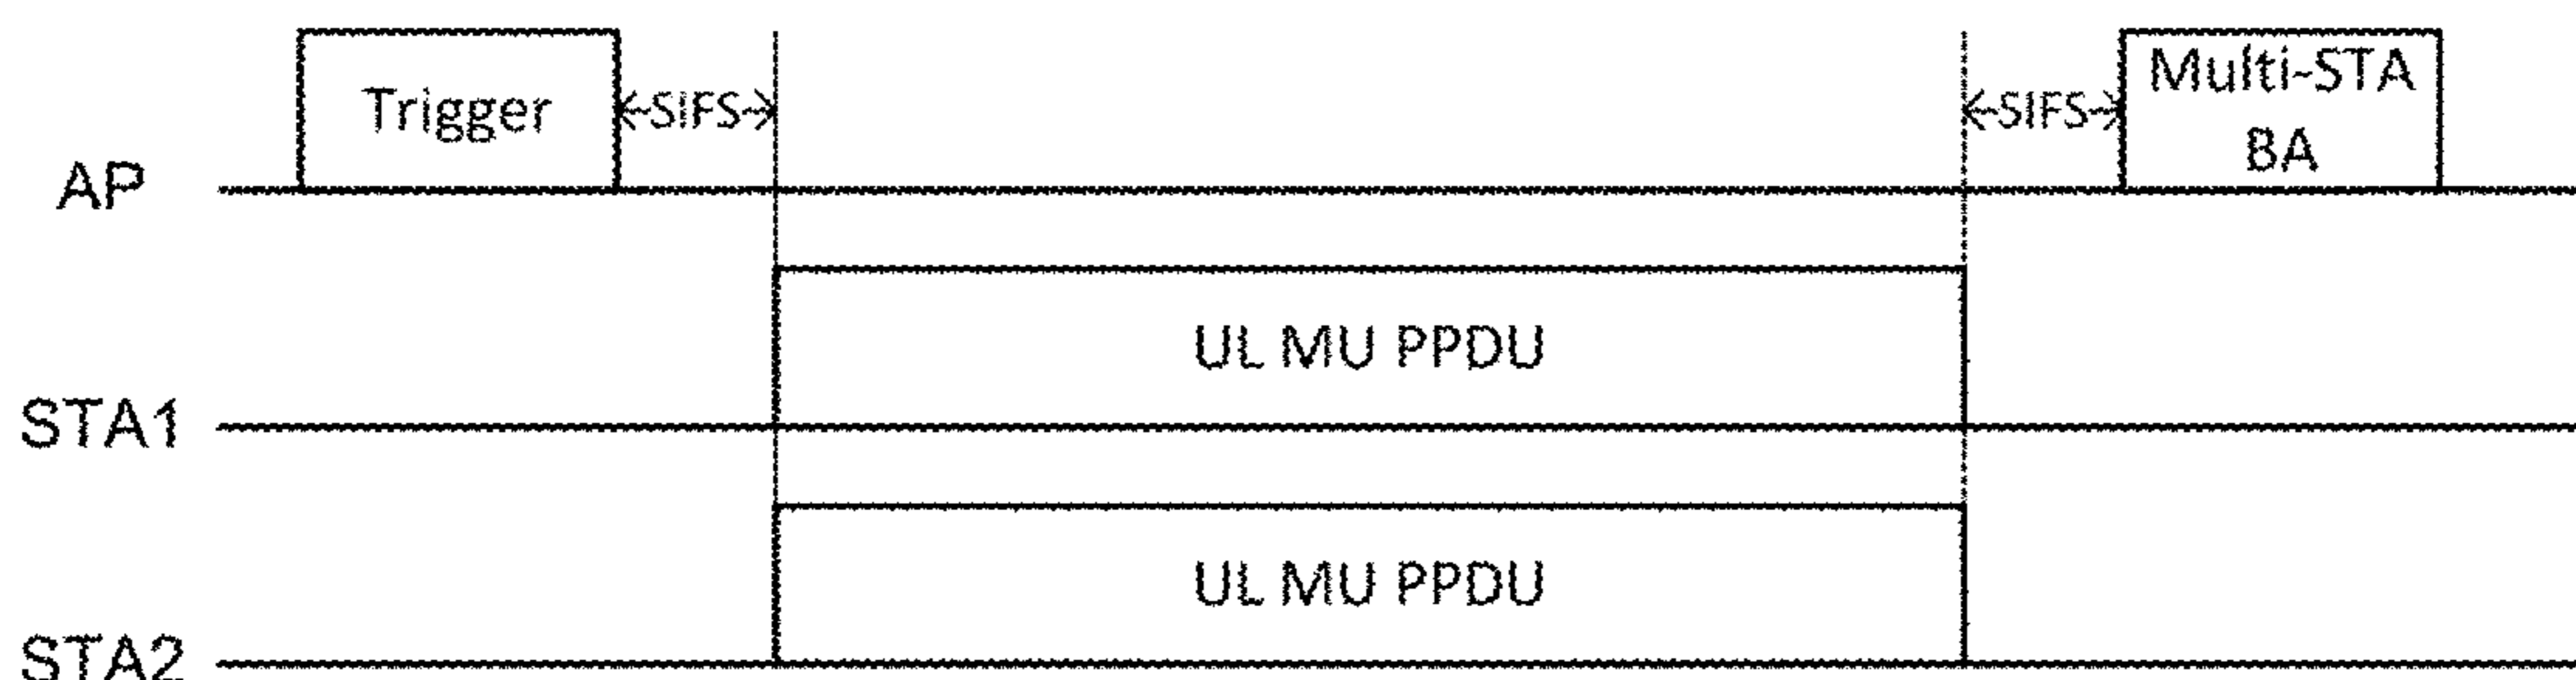 Trigger
SIFS
SIFS
Multi-STA
BA
AP
UL MU PPDU
STA1
UL MU PPDU
STA2